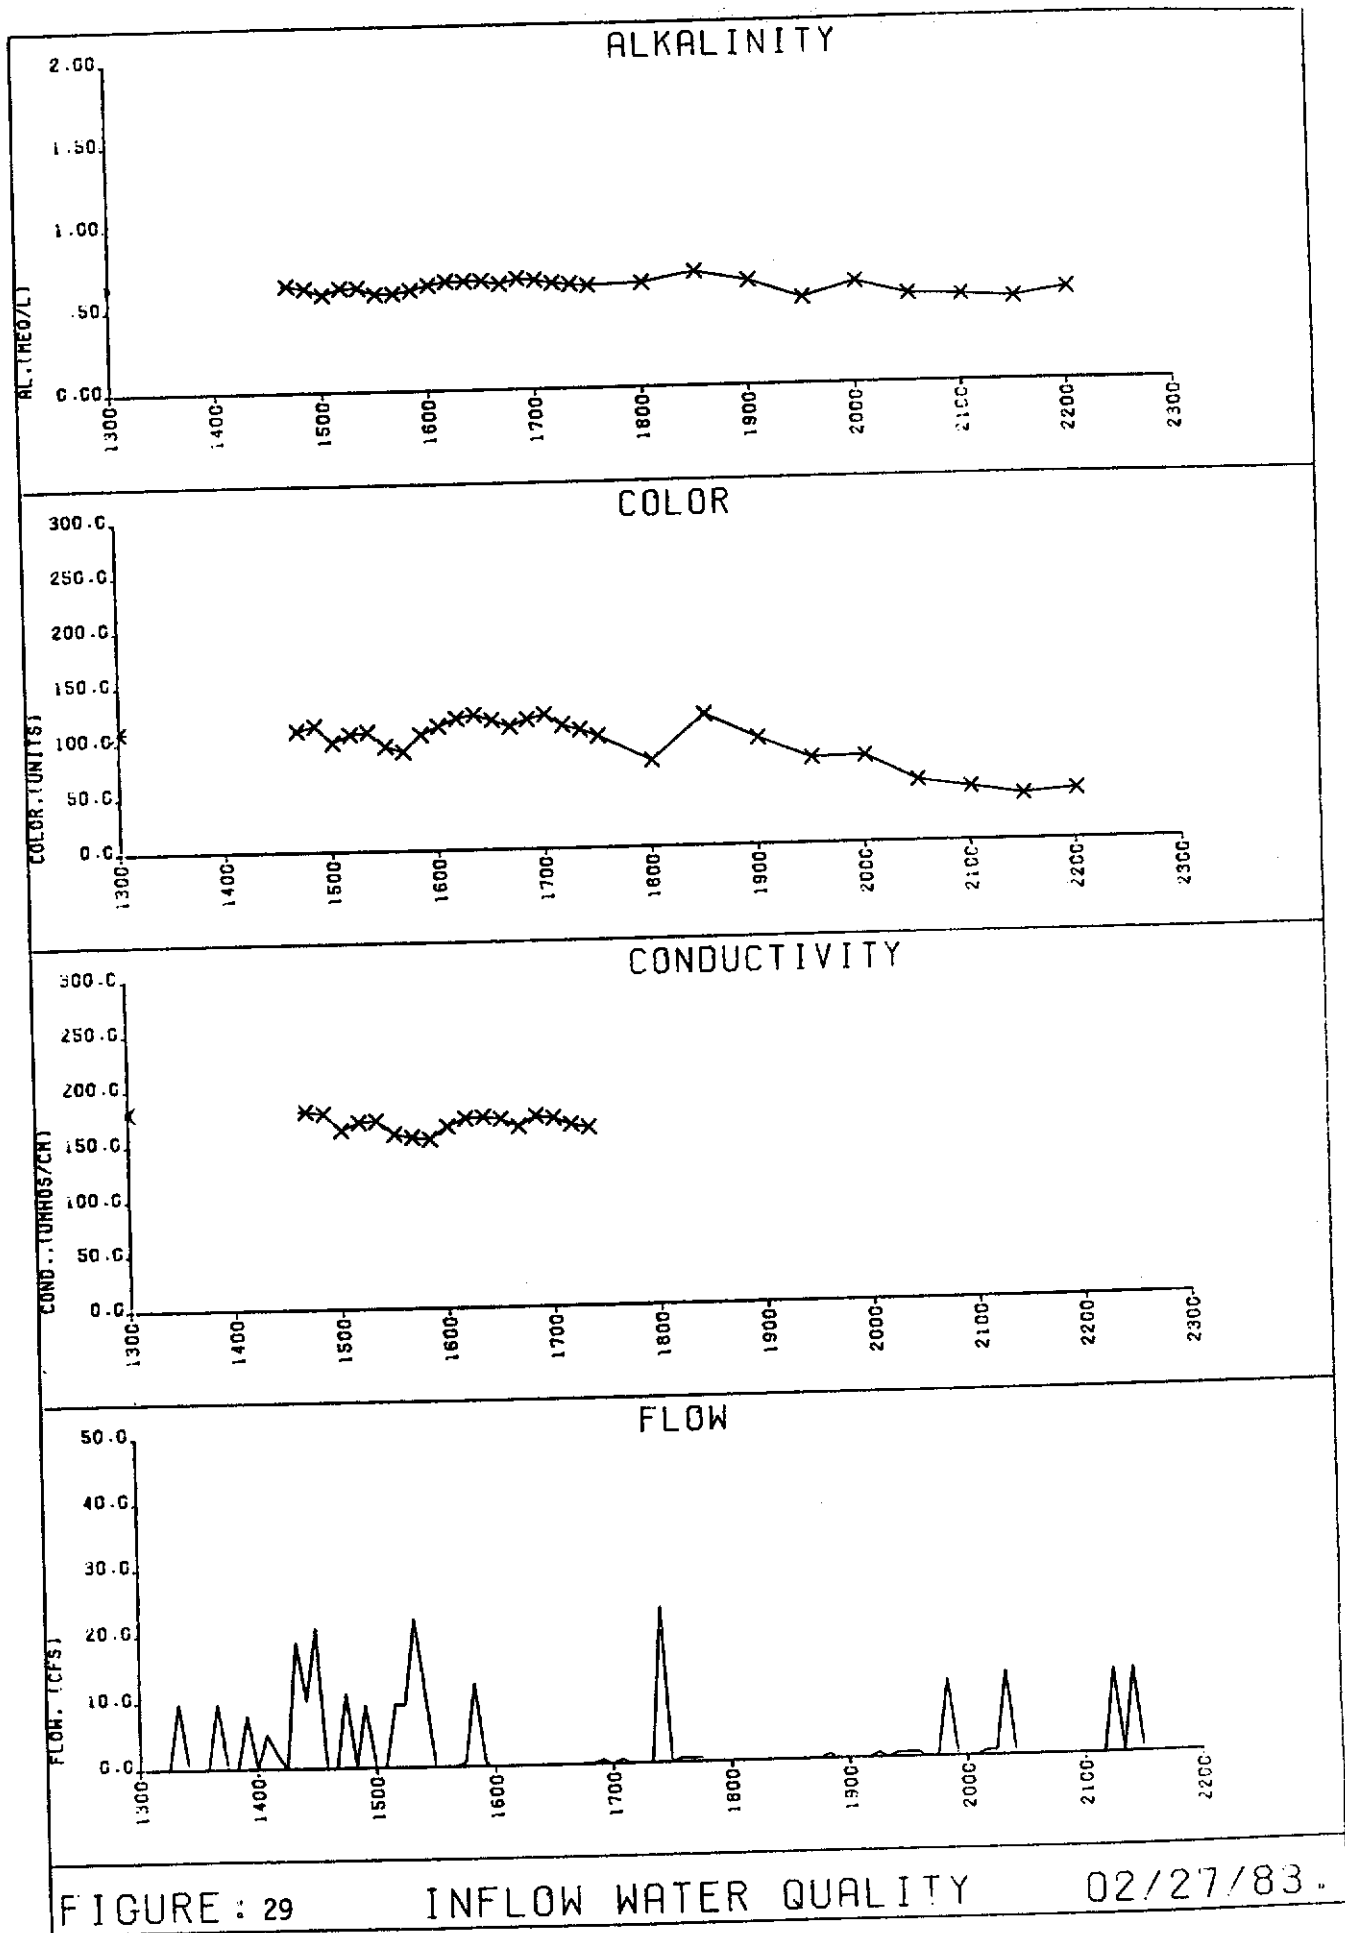 ALKALINITY
2.00
1.50
1.00
.50
0.00
AL.(MEQ/L)
1300 1400 1500 1600 1700 1800 1900 2000 2100 2200 2300
COLOR
300.0
250.0
200.0
150.0
100.0
50.0
0.0
COLOR.(UNITS)
1300 1400 1500 1600 1700 1800 1900 2000 2100 2200 2300
CONDUCTIVITY
300.0
250.0
200.0
150.0
100.0
50.0
0.0
COND..(UMHOS/CM)
1300 1400 1500 1600 1700 1800 1900 2000 2100 2200 2300
FLOW
50.0
40.0
30.0
20.0
10.0
0.0
FLOW.(CFS)
1300 1400 1500 1600 1700 1800 1900 2000 2100 2200
FIGURE: 29 INFLOW WATER QUALITY 02/27/83.